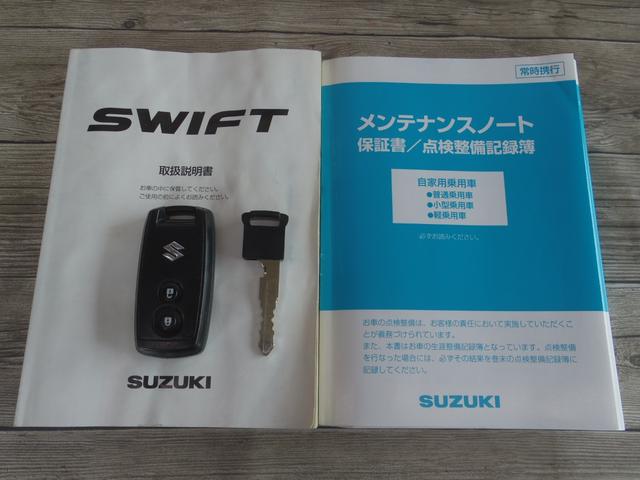 SWIFT
取扱説明書
お車の中に保管してください。
ご使用の前によくお読みください。
SUZUKI
常時携行
メンテナンスノート
保証書／点検整備記録簿
自家用乗用車
●普通乗用車
●小型乗用車
●軽乗用車
必ずお読みください。
お車の点検整備は、お客様の責任において実施していただくこ
とが義務づけられています。
また、本書はお車の生涯整備記録となっています。点検整備
を行なった場合には、必ずその結果を巻末の点検整備記録簿に
記録してください。
SUZUKI